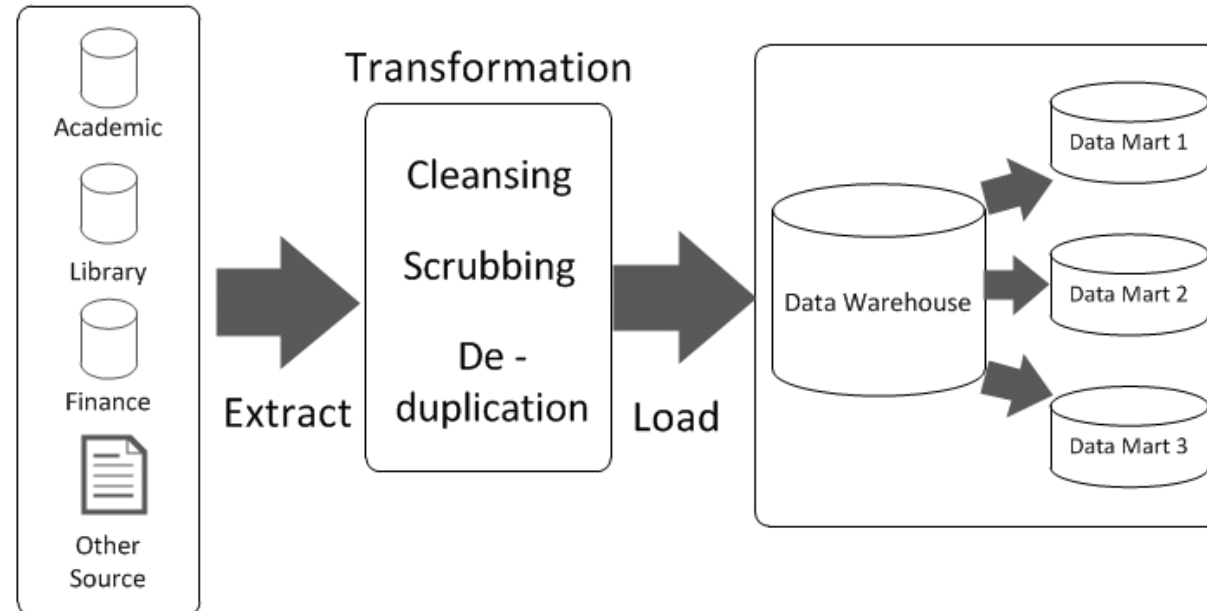 Academic
Library
Finance
Other
Source
Extract
Transformation
Cleansing
Scrubbing
De -
duplication
Load
Data Warehouse
Data Mart 1
Data Mart 2
Data Mart 3